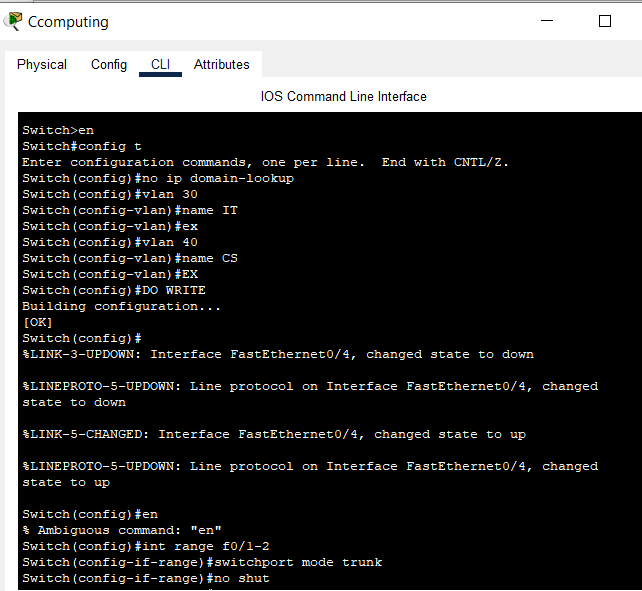 Ccomputing
Physical Config CLI Attributes
IOS Command Line Interface
Switch>en
Switch#config t
Enter configuration commands, one per line.  End with CNTL/Z.
Switch(config)#no ip domain-lookup
Switch(config)#vlan 30
Switch(config-vlan)#name IT
Switch(config-vlan)#ex
Switch(config)#vlan 40
Switch(config-vlan)#name CS
Switch(config-vlan)#EX
Switch(config)#DO WRITE
Building configuration...
[OK]
Switch(config)#
%LINK-3-UPDOWN: Interface FastEthernet0/4, changed state to down
%LINEPROTO-5-UPDOWN: Line protocol on Interface FastEthernet0/4, changed
state to down
%LINK-5-CHANGED: Interface FastEthernet0/4, changed state to up
%LINEPROTO-5-UPDOWN: Line protocol on Interface FastEthernet0/4, changed
state to up
Switch(config)#en
% Ambiguous command: "en"
Switch(config)#int range f0/1-2
Switch(config-if-range)#switchport mode trunk
Switch(config-if-range)#no shut